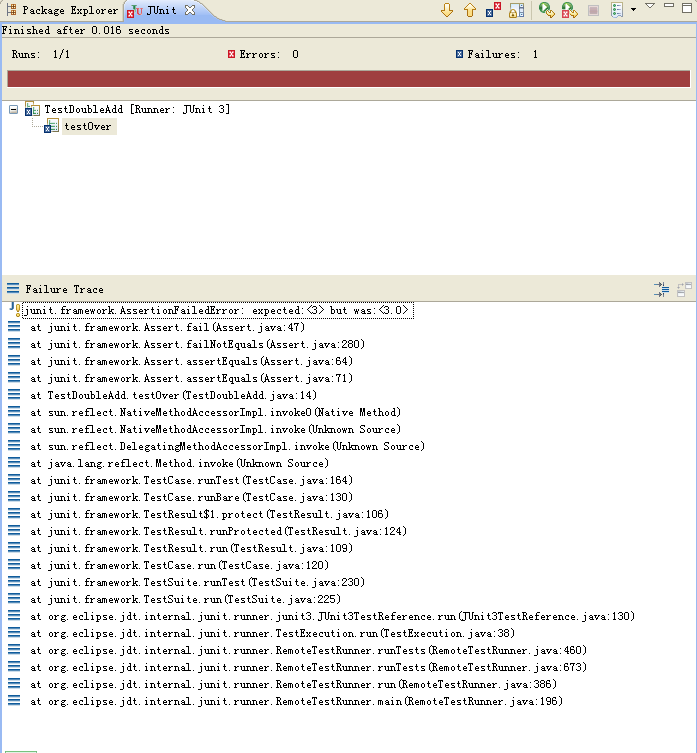 Package Explorer JUnit
Finished after 0.016 seconds
Runs: 1/1 Errors: 0 Failures: 1
TestDoubleAdd [Runner: JUnit 3]
testOver
Failure Trace
junit.framework.AssertionFailedError: expected:<3> but was:<3.0>
at junit.framework.Assert.fail(Assert.java:47)
at junit.framework.Assert.failNotEquals(Assert.java:280)
at junit.framework.Assert.assertEquals(Assert.java:64)
at junit.framework.Assert.assertEquals(Assert.java:71)
at TestDoubleAdd.testOver(TestDoubleAdd.java:14)
at sun.reflect.NativeMethodAccessorImpl.invoke0(Native Method)
at sun.reflect.NativeMethodAccessorImpl.invoke(Unknown Source)
at sun.reflect.DelegatingMethodAccessorImpl.invoke(Unknown Source)
at java.lang.reflect.Method.invoke(Unknown Source)
at junit.framework.TestCase.runTest(TestCase.java:164)
at junit.framework.TestCase.runBare(TestCase.java:130)
at junit.framework.TestResult$1.protect(TestResult.java:106)
at junit.framework.TestResult.runProtected(TestResult.java:124)
at junit.framework.TestResult.run(TestResult.java:109)
at junit.framework.TestCase.run(TestCase.java:120)
at junit.framework.TestSuite.runTest(TestSuite.java:230)
at junit.framework.TestSuite.run(TestSuite.java:225)
at org.eclipse.jdt.internal.junit.runner.junit3.JUnit3TestReference.run(JUnit3TestReference.java:130)
at org.eclipse.jdt.internal.junit.runner.TestExecution.run(TestExecution.java:38)
at org.eclipse.jdt.internal.junit.runner.RemoteTestRunner.runTests(RemoteTestRunner.java:460)
at org.eclipse.jdt.internal.junit.runner.RemoteTestRunner.runTests(RemoteTestRunner.java:673)
at org.eclipse.jdt.internal.junit.runner.RemoteTestRunner.run(RemoteTestRunner.java:386)
at org.eclipse.jdt.internal.junit.runner.RemoteTestRunner.main(RemoteTestRunner.java:196)